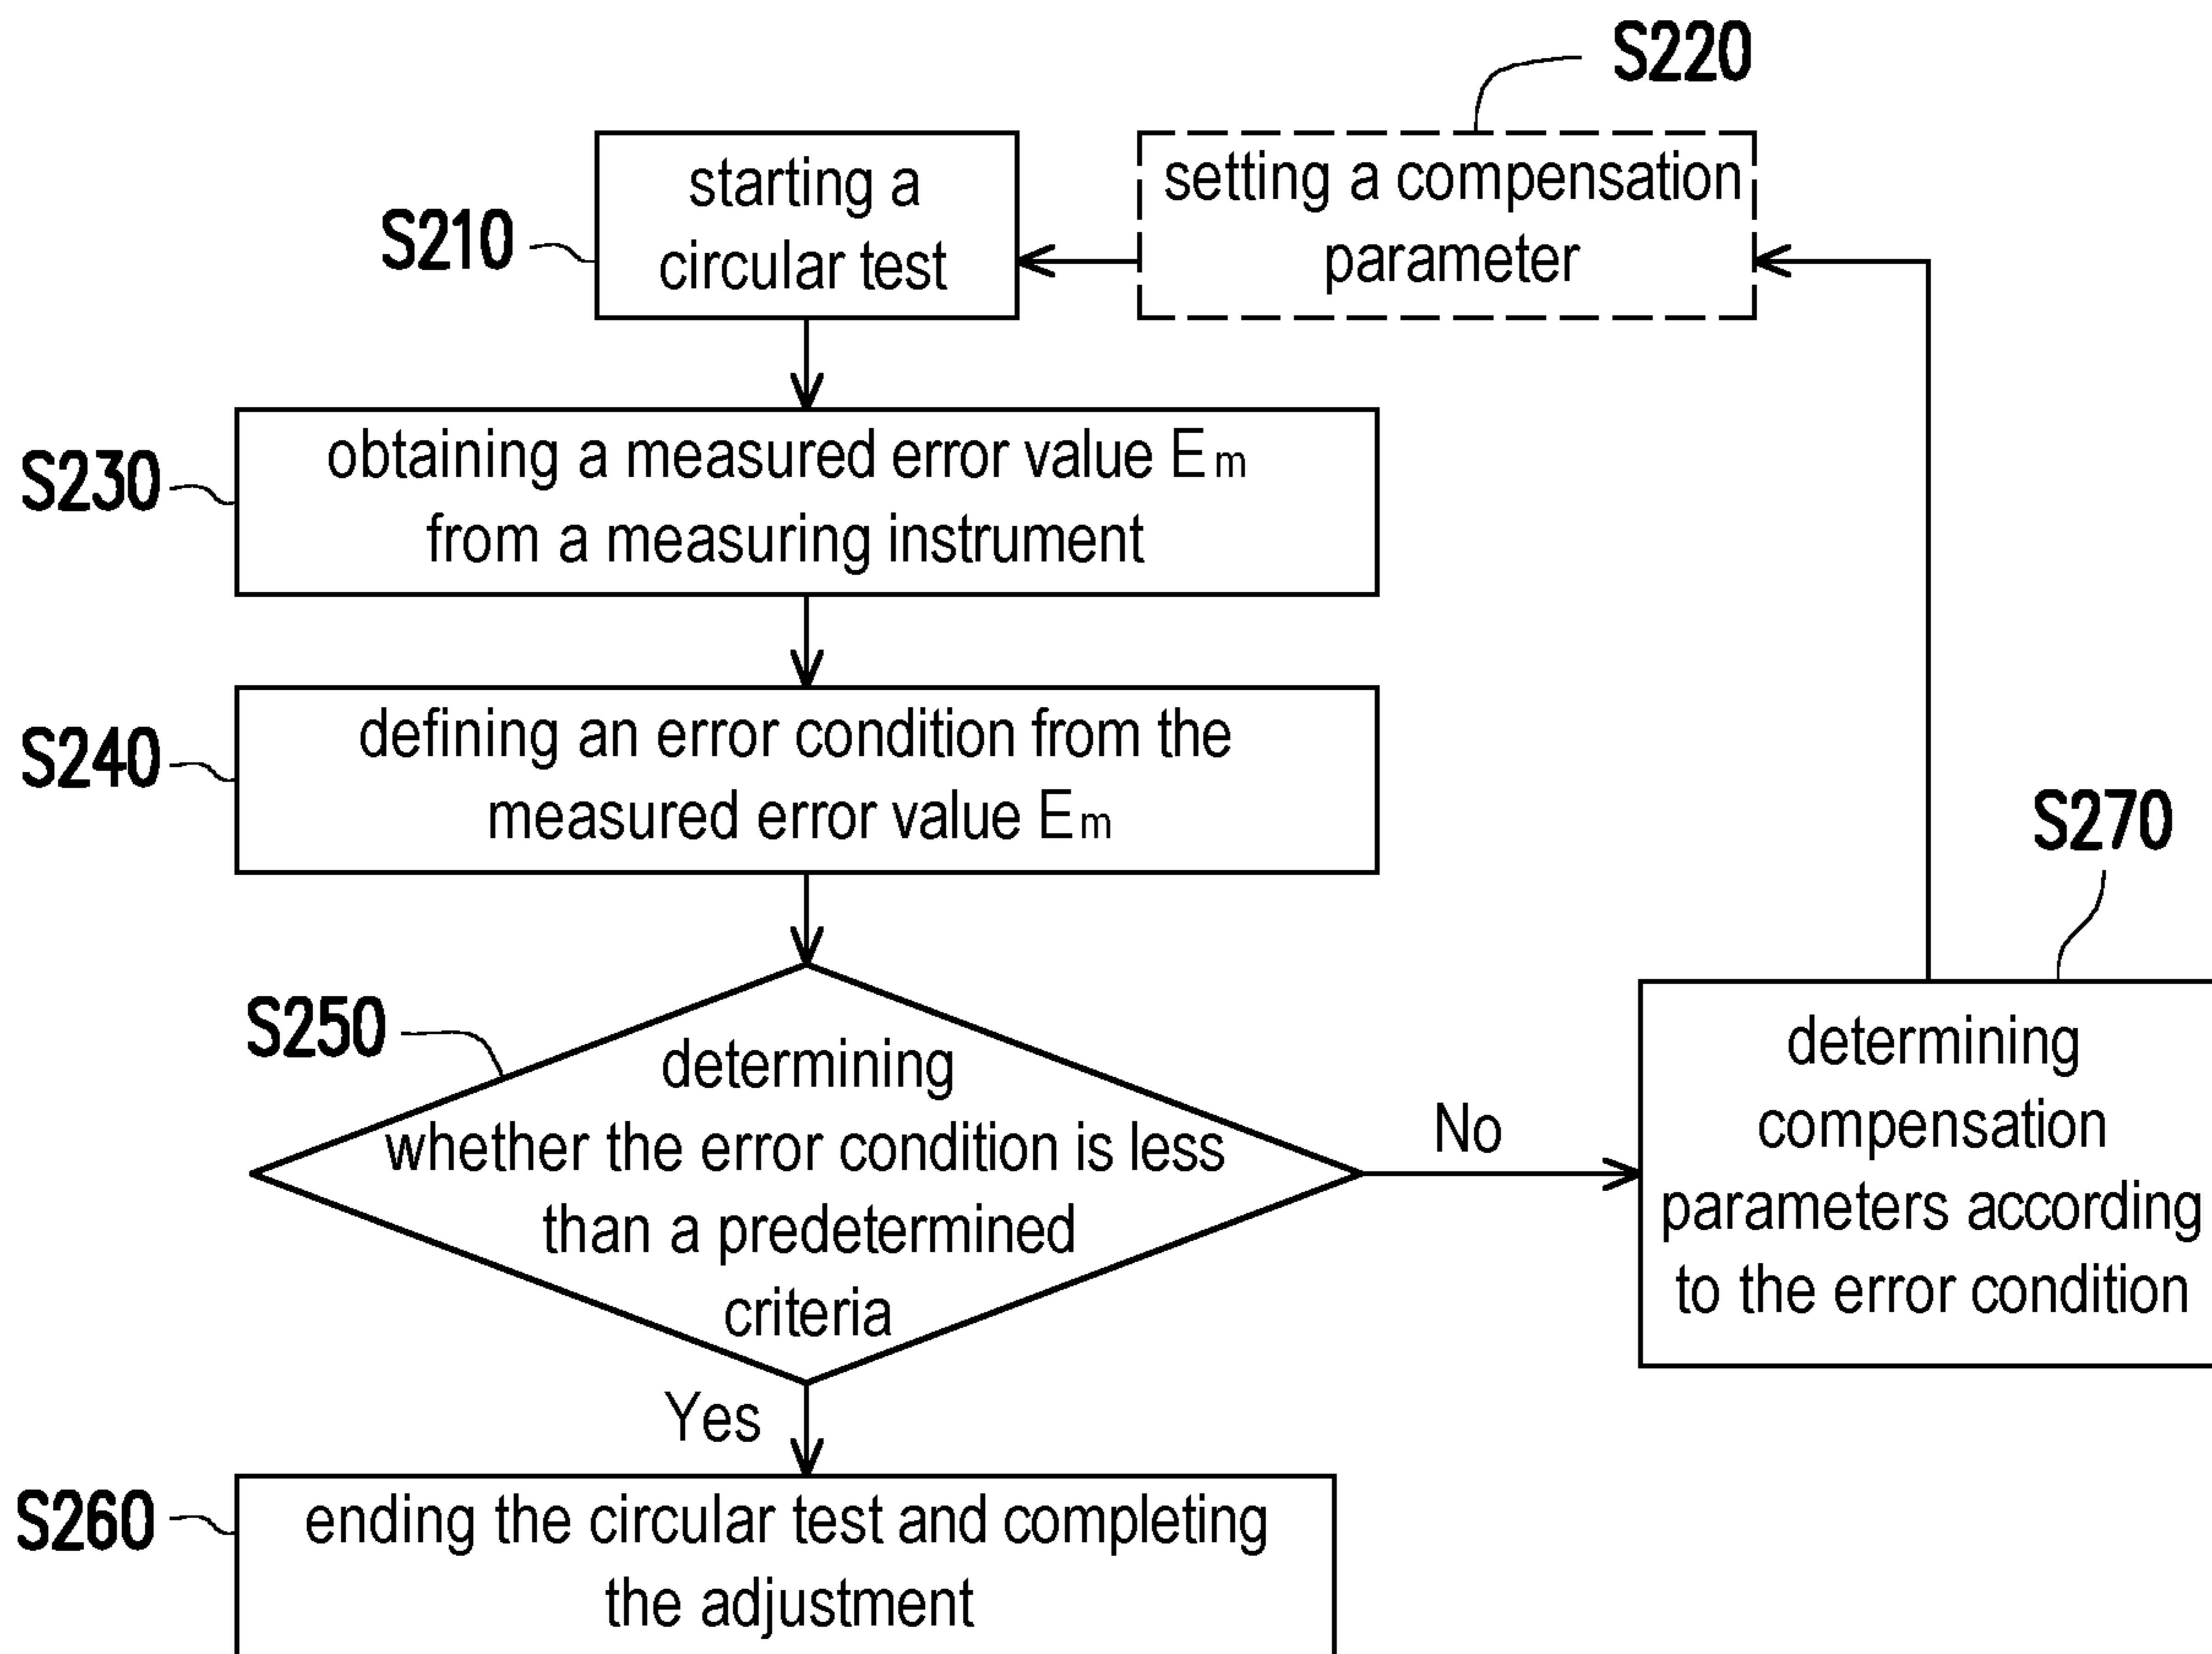 S220
S210
starting a
circular test
setting a compensation
parameter
S230
obtaining a measured error value Em
from a measuring instrument
S240
defining an error condition from the
measured error value Em
S250
determining
whether the error condition is less
than a predetermined
criteria
No
S270
determining
compensation
parameters according
to the error condition
Yes
S260
ending the circular test and completing
the adjustment